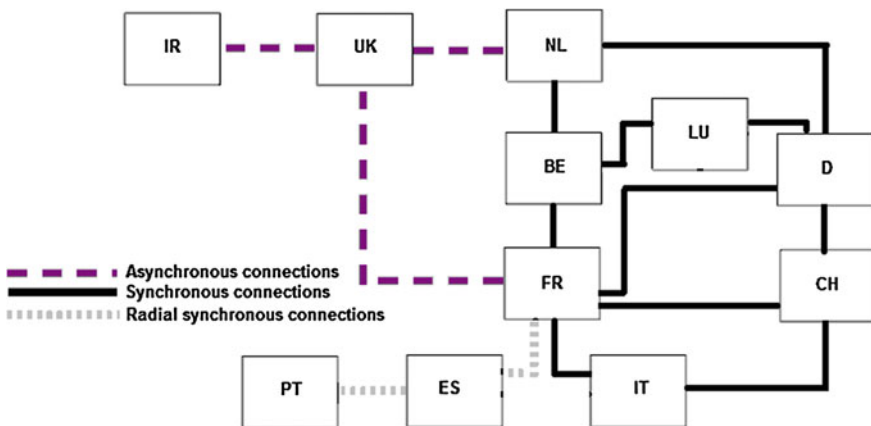 IR
UK
NL
LU
BE
D
Asynchronous connections
FR
CH
Synchronous connections
Radial synchronous connections
PT
ES
IT